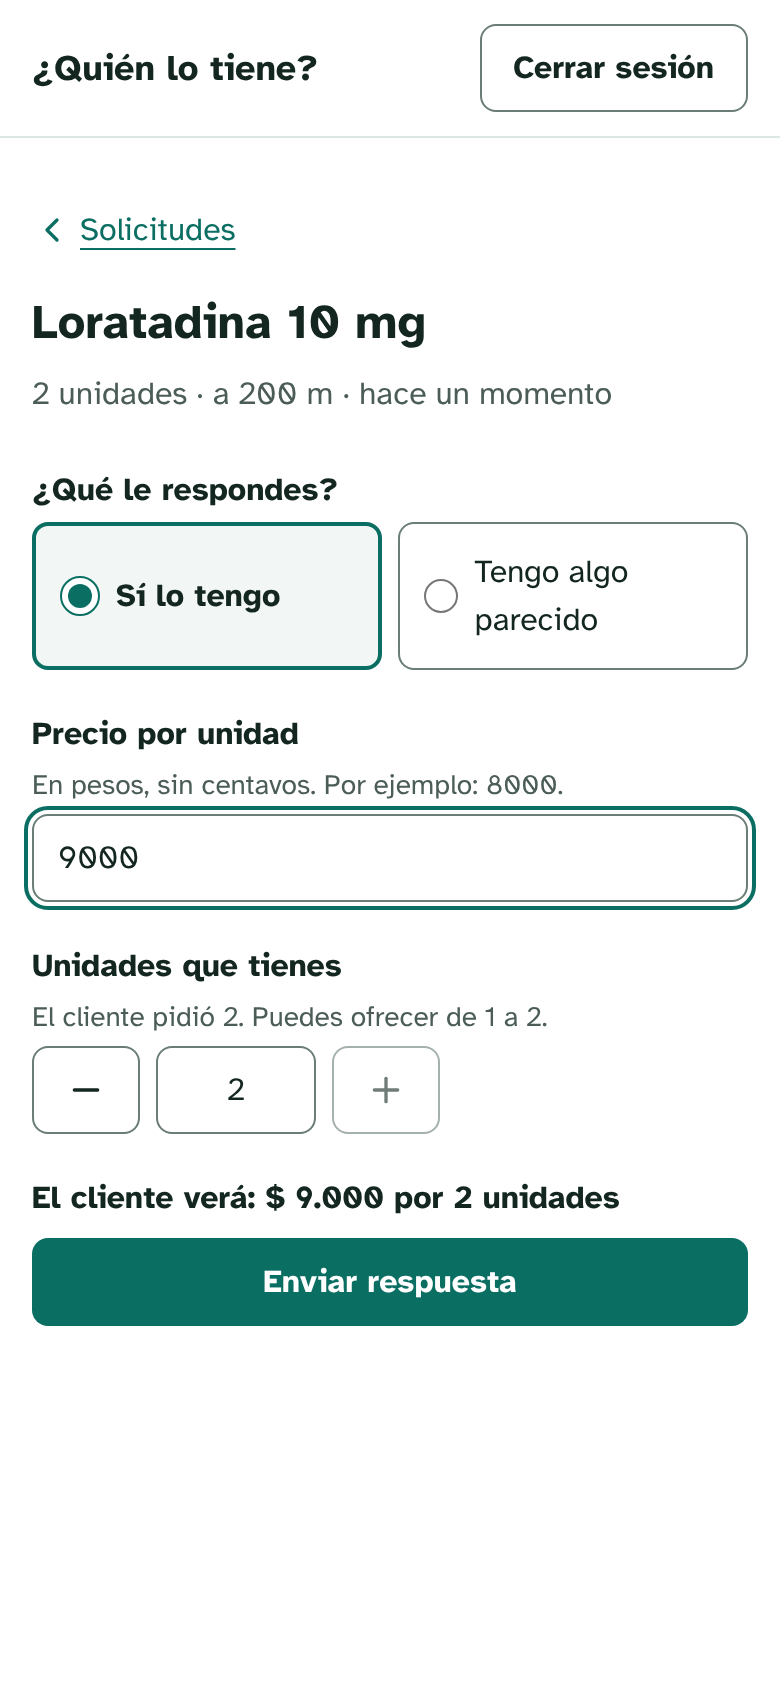 ¿Quién lo tiene?
Cerrar sesión
Solicitudes
Loratadina 10 mg
2 unidades · a 200 m · hace un momento
¿Qué le respondes?
Sí lo tengo
Tengo algo
parecido
Precio por unidad
En pesos, sin centavos. Por ejemplo: 8000.
9000
Unidades que tienes
El cliente pidió 2. Puedes ofrecer de 1 a 2.
2
El cliente verá: $ 9.000 por 2 unidades
Enviar respuesta